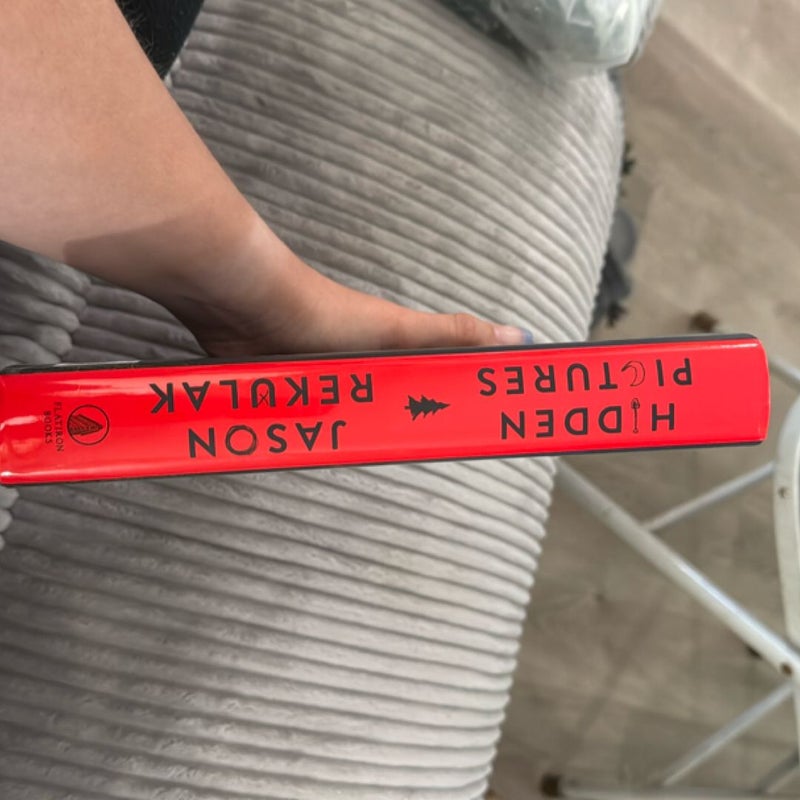 HIDDEN
PICTURES
JASON
REKULAK
FLATIRON
BOOKS